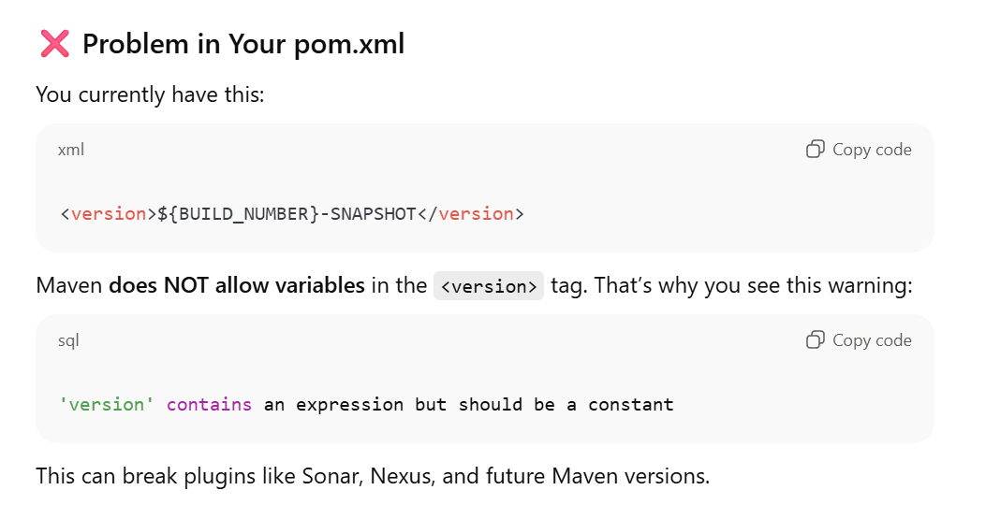 ❌ Problem in Your pom.xml
You currently have this:
xml
Copy code
<version>${BUILD_NUMBER}-SNAPSHOT</version>
Maven does NOT allow variables in the <version> tag. That’s why you see this warning:
sql
Copy code
'version' contains an expression but should be a constant
This can break plugins like Sonar, Nexus, and future Maven versions.